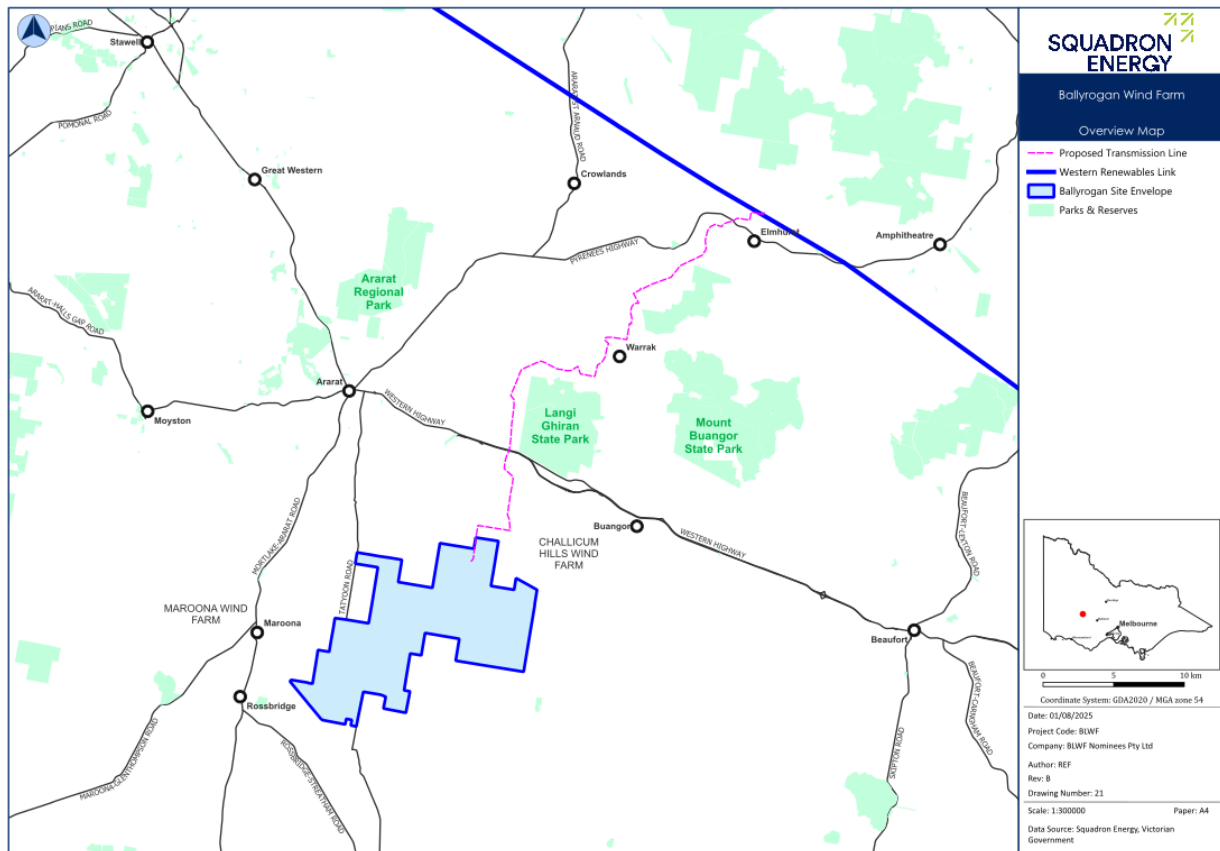 PIANS ROAD
Stawell
POMONAL ROAD
Great Western
ARARAT-ST ARNAUD ROAD
Crowlands
Elmhurst
Amphitheatre
PYRENEES HIGHWAY
Ararat
Regional
Park
ARARAT-HALLS GAP ROAD
Warrak
Ararat
Moyston
WESTERN HIGHWAY
Langi
Ghiran
State Park
Mount
Buangor
State Park
MORTLAKE-ARARAT ROAD
Buangor
CHALLICUM
HILLS WIND
FARM
WESTERN HIGHWAY
BEAUFORT-LEXTON ROAD
TATYOON ROAD
MAROONA WIND
FARM
Maroona
Beaufort
Rossbridge
MAROONA-GLENTHOMPSON ROAD
ROSSBRIDGE-STREATHAM ROAD
SKIPTON ROAD
BEAUFORT-CARNGHAM ROAD
SQUADRON
ENERGY
Ballyrogan Wind Farm
Overview Map
Proposed Transmission Line
Western Renewables Link
Ballyrogan Site Envelope
Parks & Reserves
Melbourne
0 5 10 km
Coordinate System: GDA2020 / MGA zone 54
Date: 01/08/2025
Project Code: BLWF
Company: BLWF Nominees Pty Ltd
Author: REF
Rev: B
Drawing Number: 21
Scale: 1:300000 Paper: A4
Data Source: Squadron Energy, Victorian
Government